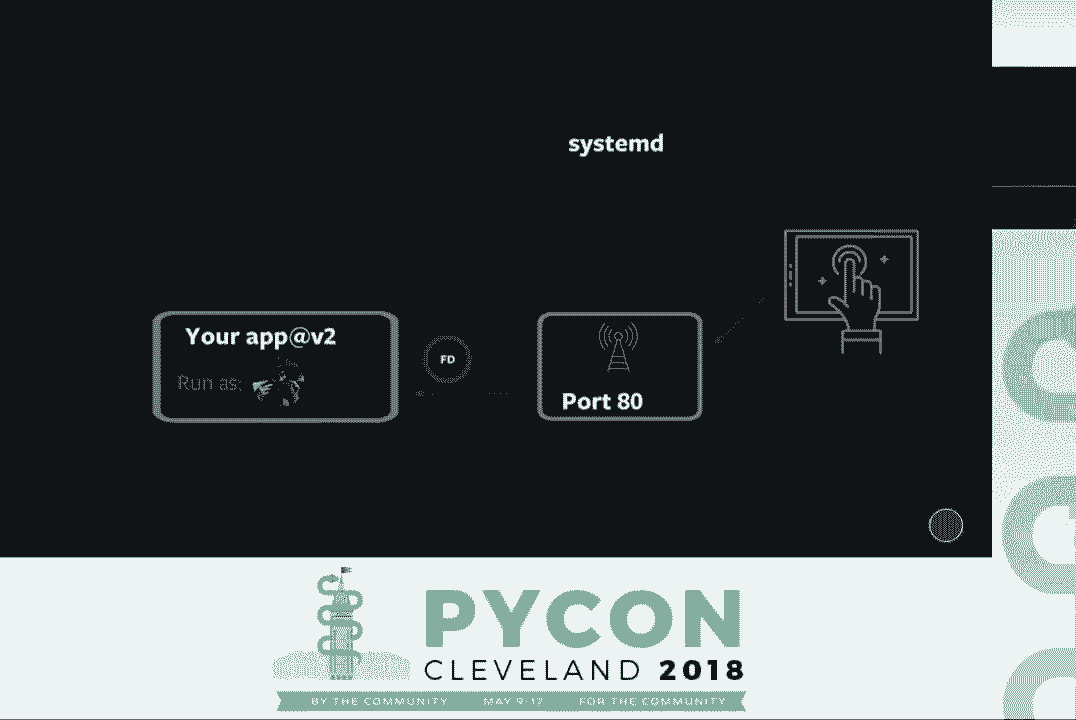 systemd
Your app@v2
Run as:
FD
Port 80
PYCON
CLEVELAND 2018
BY THE COMMUNITY MAY 9-17 FOR THE COMMUNITY